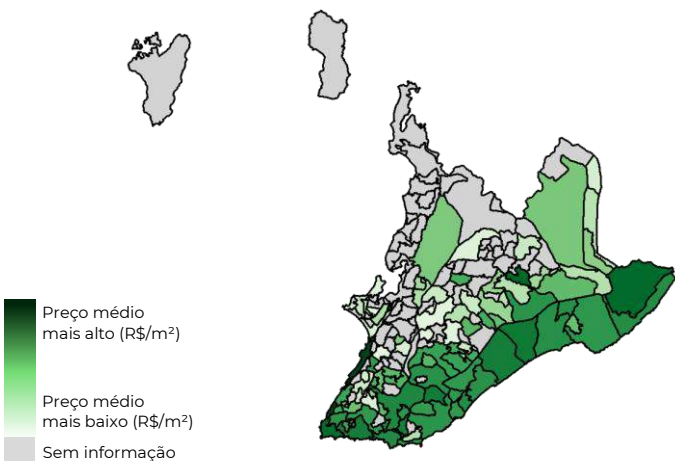 Preço médio
mais alto (R$/m²)
Preço médio
mais baixo (R$/m²)
Sem informação